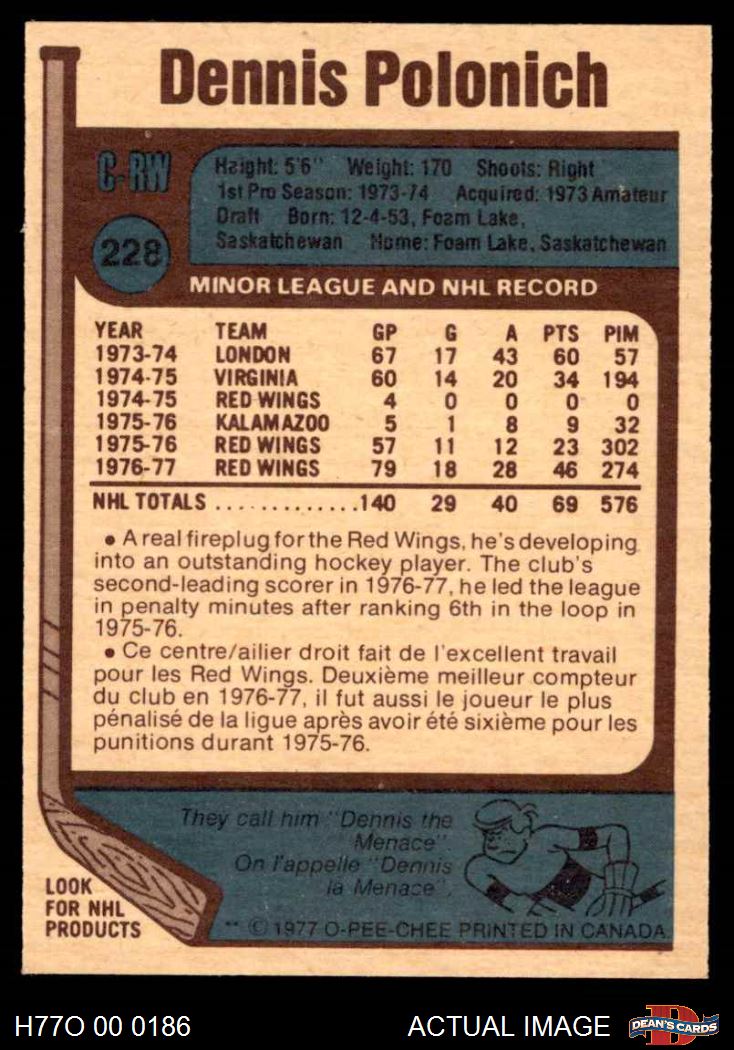 Dennis Polonich
C-RW
Height: 5'6" Weight: 170 Shoots: Right
1st Pro Season: 1973-74 Acquired: 1973 Amateur
Draft Born: 12-4-53, Foam Lake,
Saskatchewan Home: Foam Lake, Saskatchewan
228
MINOR LEAGUE AND NHL RECORD
YEAR TEAM GP G A PTS PIM
1973-74 LONDON 67 17 43 60 57
1974-75 VIRGINIA 60 14 20 34 194
1974-75 RED WINGS 4 0 0 0 0
1975-76 KALAMAZOO 5 1 8 9 32
1975-76 RED WINGS 57 11 12 23 302
1976-77 RED WINGS 79 18 28 46 274
NHL TOTALS .............140 29 40 69 576
• A real fireplug for the Red Wings, he's developing
into an outstanding hockey player. The club's
second-leading scorer in 1976-77, he led the league
in penalty minutes after ranking 6th in the loop in
1975-76.
• Ce centre/ailier droit fait de l'excellent travail
pour les Red Wings. Deuxième meilleur compteur
du club en 1976-77, il fut aussi le joueur le plus
pénalisé de la ligue après avoir été sixième pour les
punitions durant 1975-76.
They call him "Dennis the
Menace".
On l'appelle "Dennis
la Menace".
LOOK
FOR NHL
PRODUCTS
** © 1977 O-PEE-CHEE PRINTED IN CANADA
H77O 00 0186
ACTUAL IMAGE
D
DEAN'S CARDS